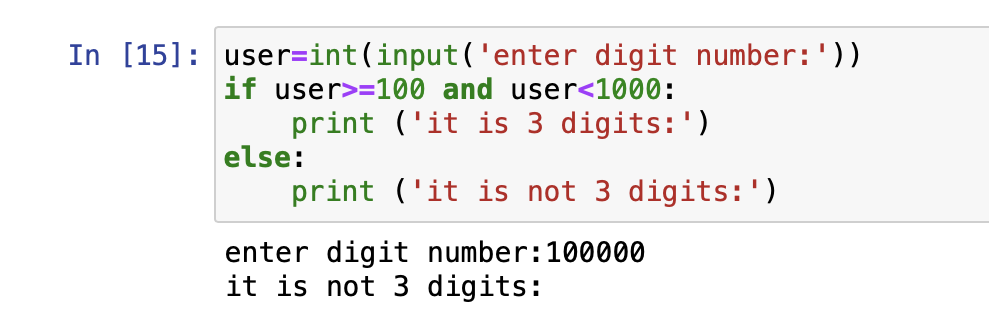 In [15]: user=int(input('enter digit number:'))
if user>=100 and user<1000:
    print ('it is 3 digits:')
else:
    print ('it is not 3 digits:')
enter digit number:100000
it is not 3 digits: